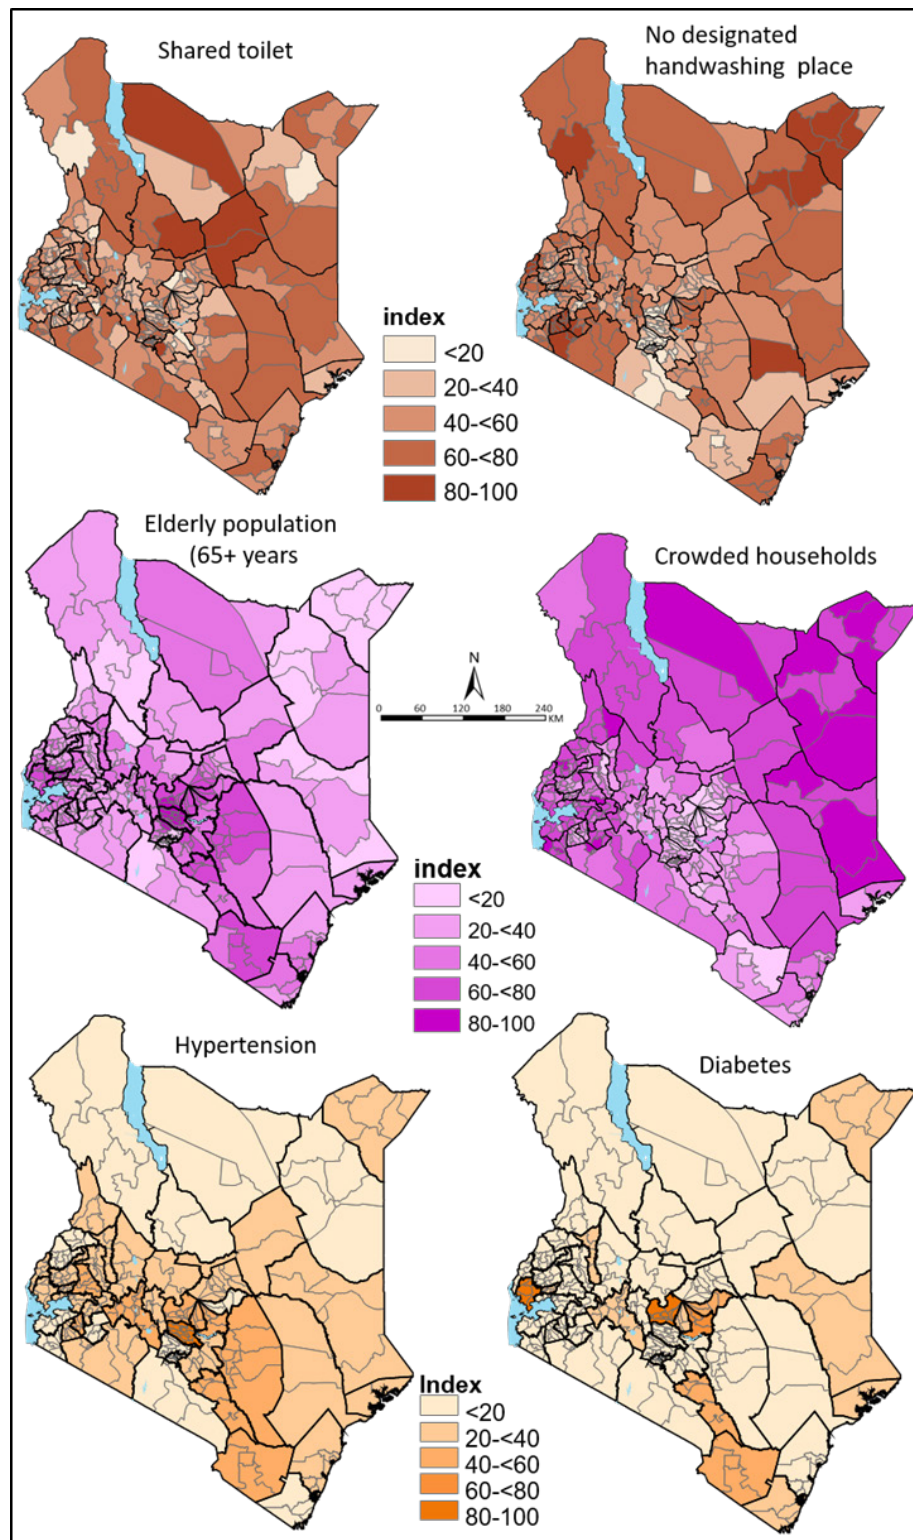 Shared toilet
No designated
handwashing place
index
<20
20-<40
40-<60
60-<80
80-100
Elderly population
(65+ years
Crowded households
N
0 60 120 180 240
KM
index
<20
20-<40
40-<60
60-<80
80-100
Hypertension
Diabetes
Index
<20
20-<40
40-<60
60-<80
80-100